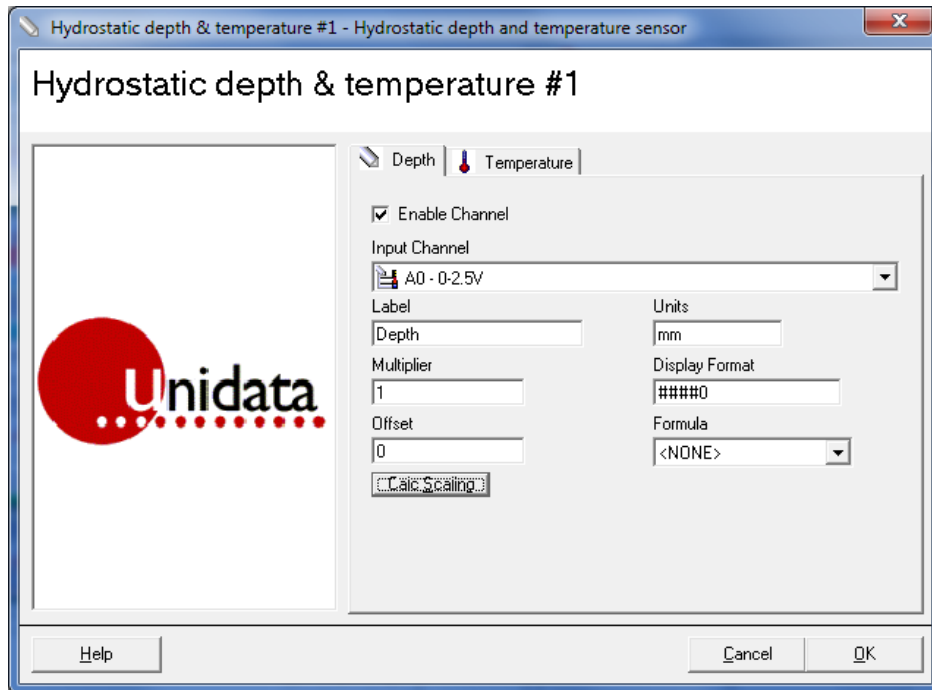 Hydrostatic depth & temperature #1 - Hydrostatic depth and temperature sensor
Hydrostatic depth & temperature #1
Unidata
Depth
Temperature
Enable Channel
Input Channel
A0 - 0-2.5V
Label
Units
Depth
mm
Multiplier
Display Format
1
####0
Offset
Formula
0
<NONE>
Calc Scaling
Help
Cancel
OK